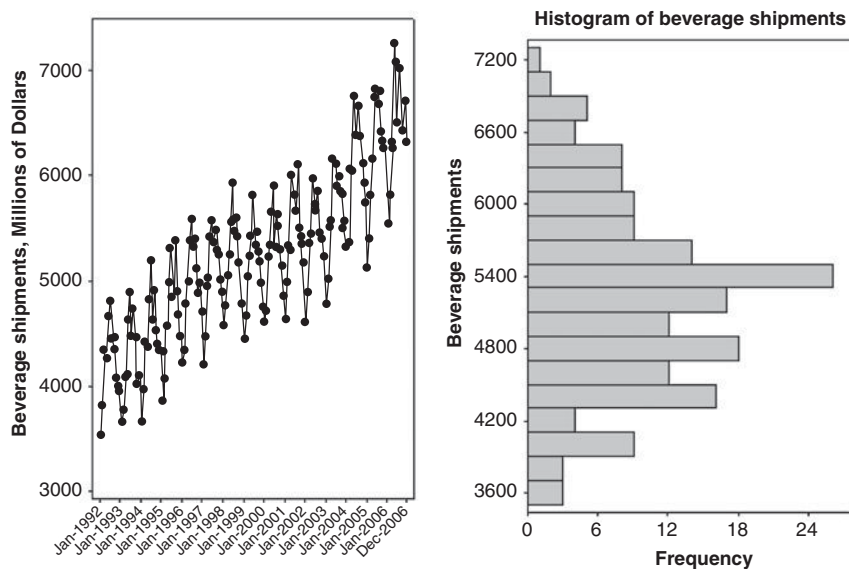 Beverage shipments, Millions of Dollars
7000
6000
5000
4000
3000
Jan-1992
Jan-1993
Jan-1994
Jan-1995
Jan-1996
Jan-1997
Jan-1998
Jan-1999
Jan-2000
Jan-2001
Jan-2002
Jan-2003
Jan-2004
Jan-2005
Jan-2006
Dec-2006
Histogram of beverage shipments
Beverage shipments
7200
6600
6000
5400
4800
4200
3600
0 6 12 18 24
Frequency